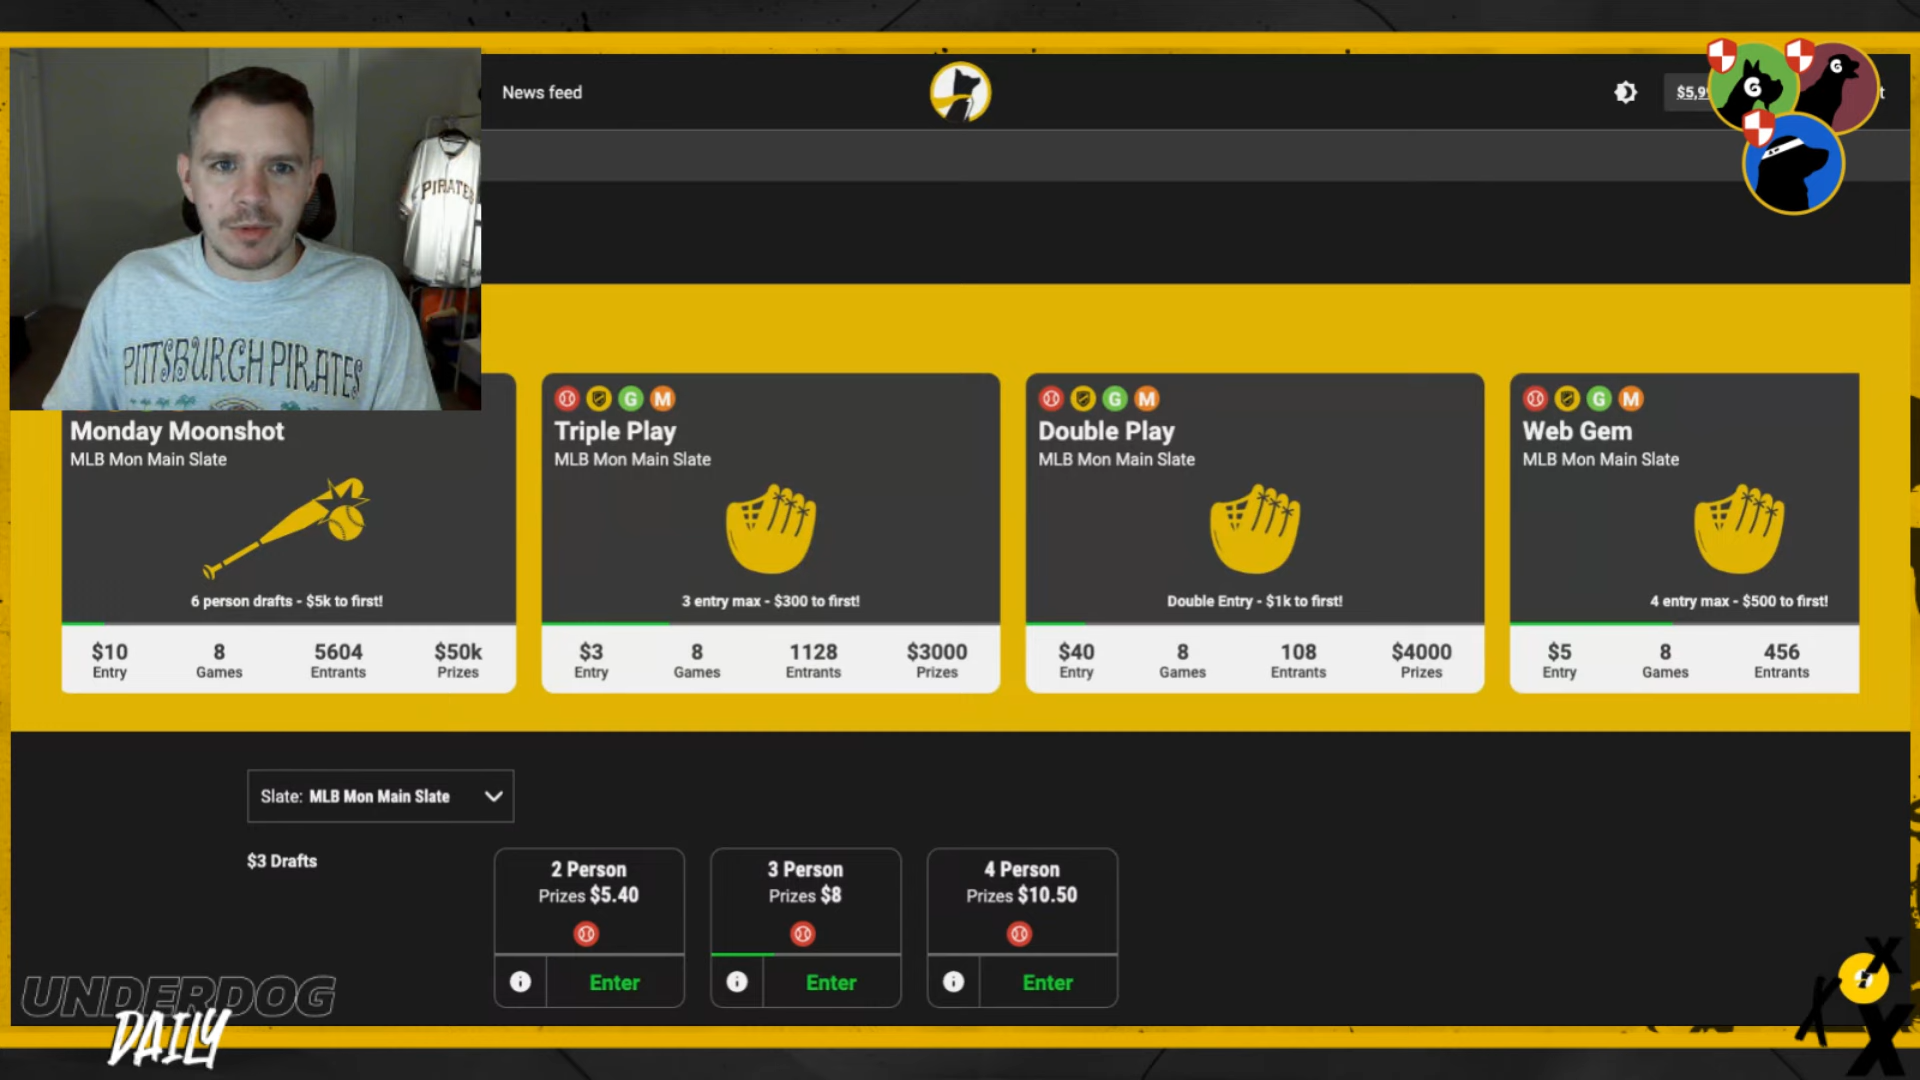 News feed
$5,9
t
PIRATES
PITTSBURGH PIRATES
G
G
G M
Monday Moonshot
MLB Mon Main Slate
6 person drafts - $5k to first!
$10 8 5604 $50k
Entry Games Entrants Prizes
G M
Triple Play
MLB Mon Main Slate
3 entry max - $300 to first!
$3 8 1128 $3000
Entry Games Entrants Prizes
G M
Double Play
MLB Mon Main Slate
Double Entry - $1k to first!
$40 8 108 $4000
Entry Games Entrants Prizes
Web Gem
MLB Mon Main Slate
4 entry max - $500 to first!
$5 8 456
Entry Games Entrants
Slate: MLB Mon Main Slate
$3 Drafts
2 Person
Prizes $5.40
Enter
3 Person
Prizes $8
Enter
4 Person
Prizes $10.50
Enter
UNDERDOG
DAILY
X
X
X